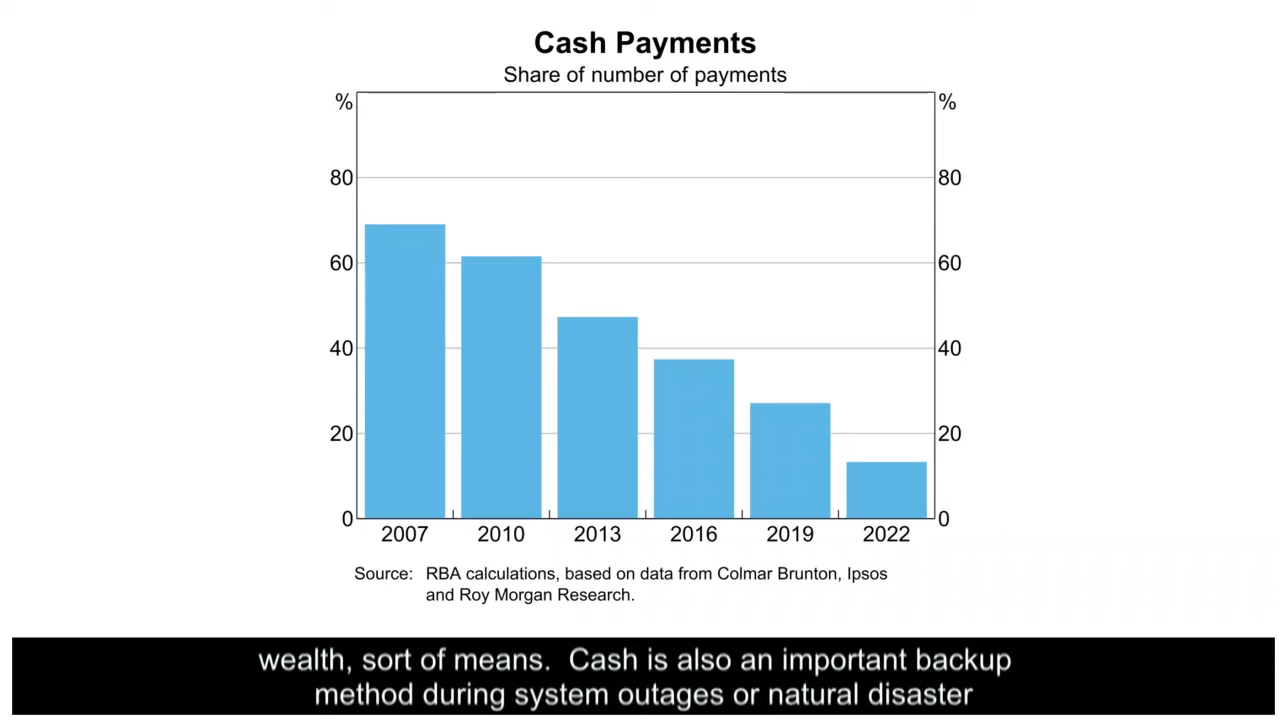 Cash Payments
Share of number of payments
% %
80 80
60 60
40 40
20 20
0 0
2007 2010 2013 2016 2019 2022
Source: RBA calculations, based on data from Colmar Brunton, Ipsos
and Roy Morgan Research.
wealth, sort of means.  Cash is also an important backup
method during system outages or natural disaster